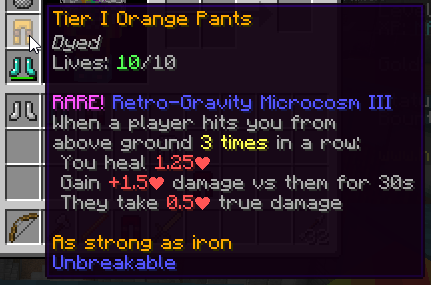 Tier I Orange Pants
Dyed
Lives: 10/10
RARE! Retro-Gravity Microcosm III
When a player hits you from
above ground 3 times in a row:
You heal 1.25❤
Gain +1.5❤ damage vs them for 30s
They take 0.5❤ true damage
As strong as iron
Unbreakable